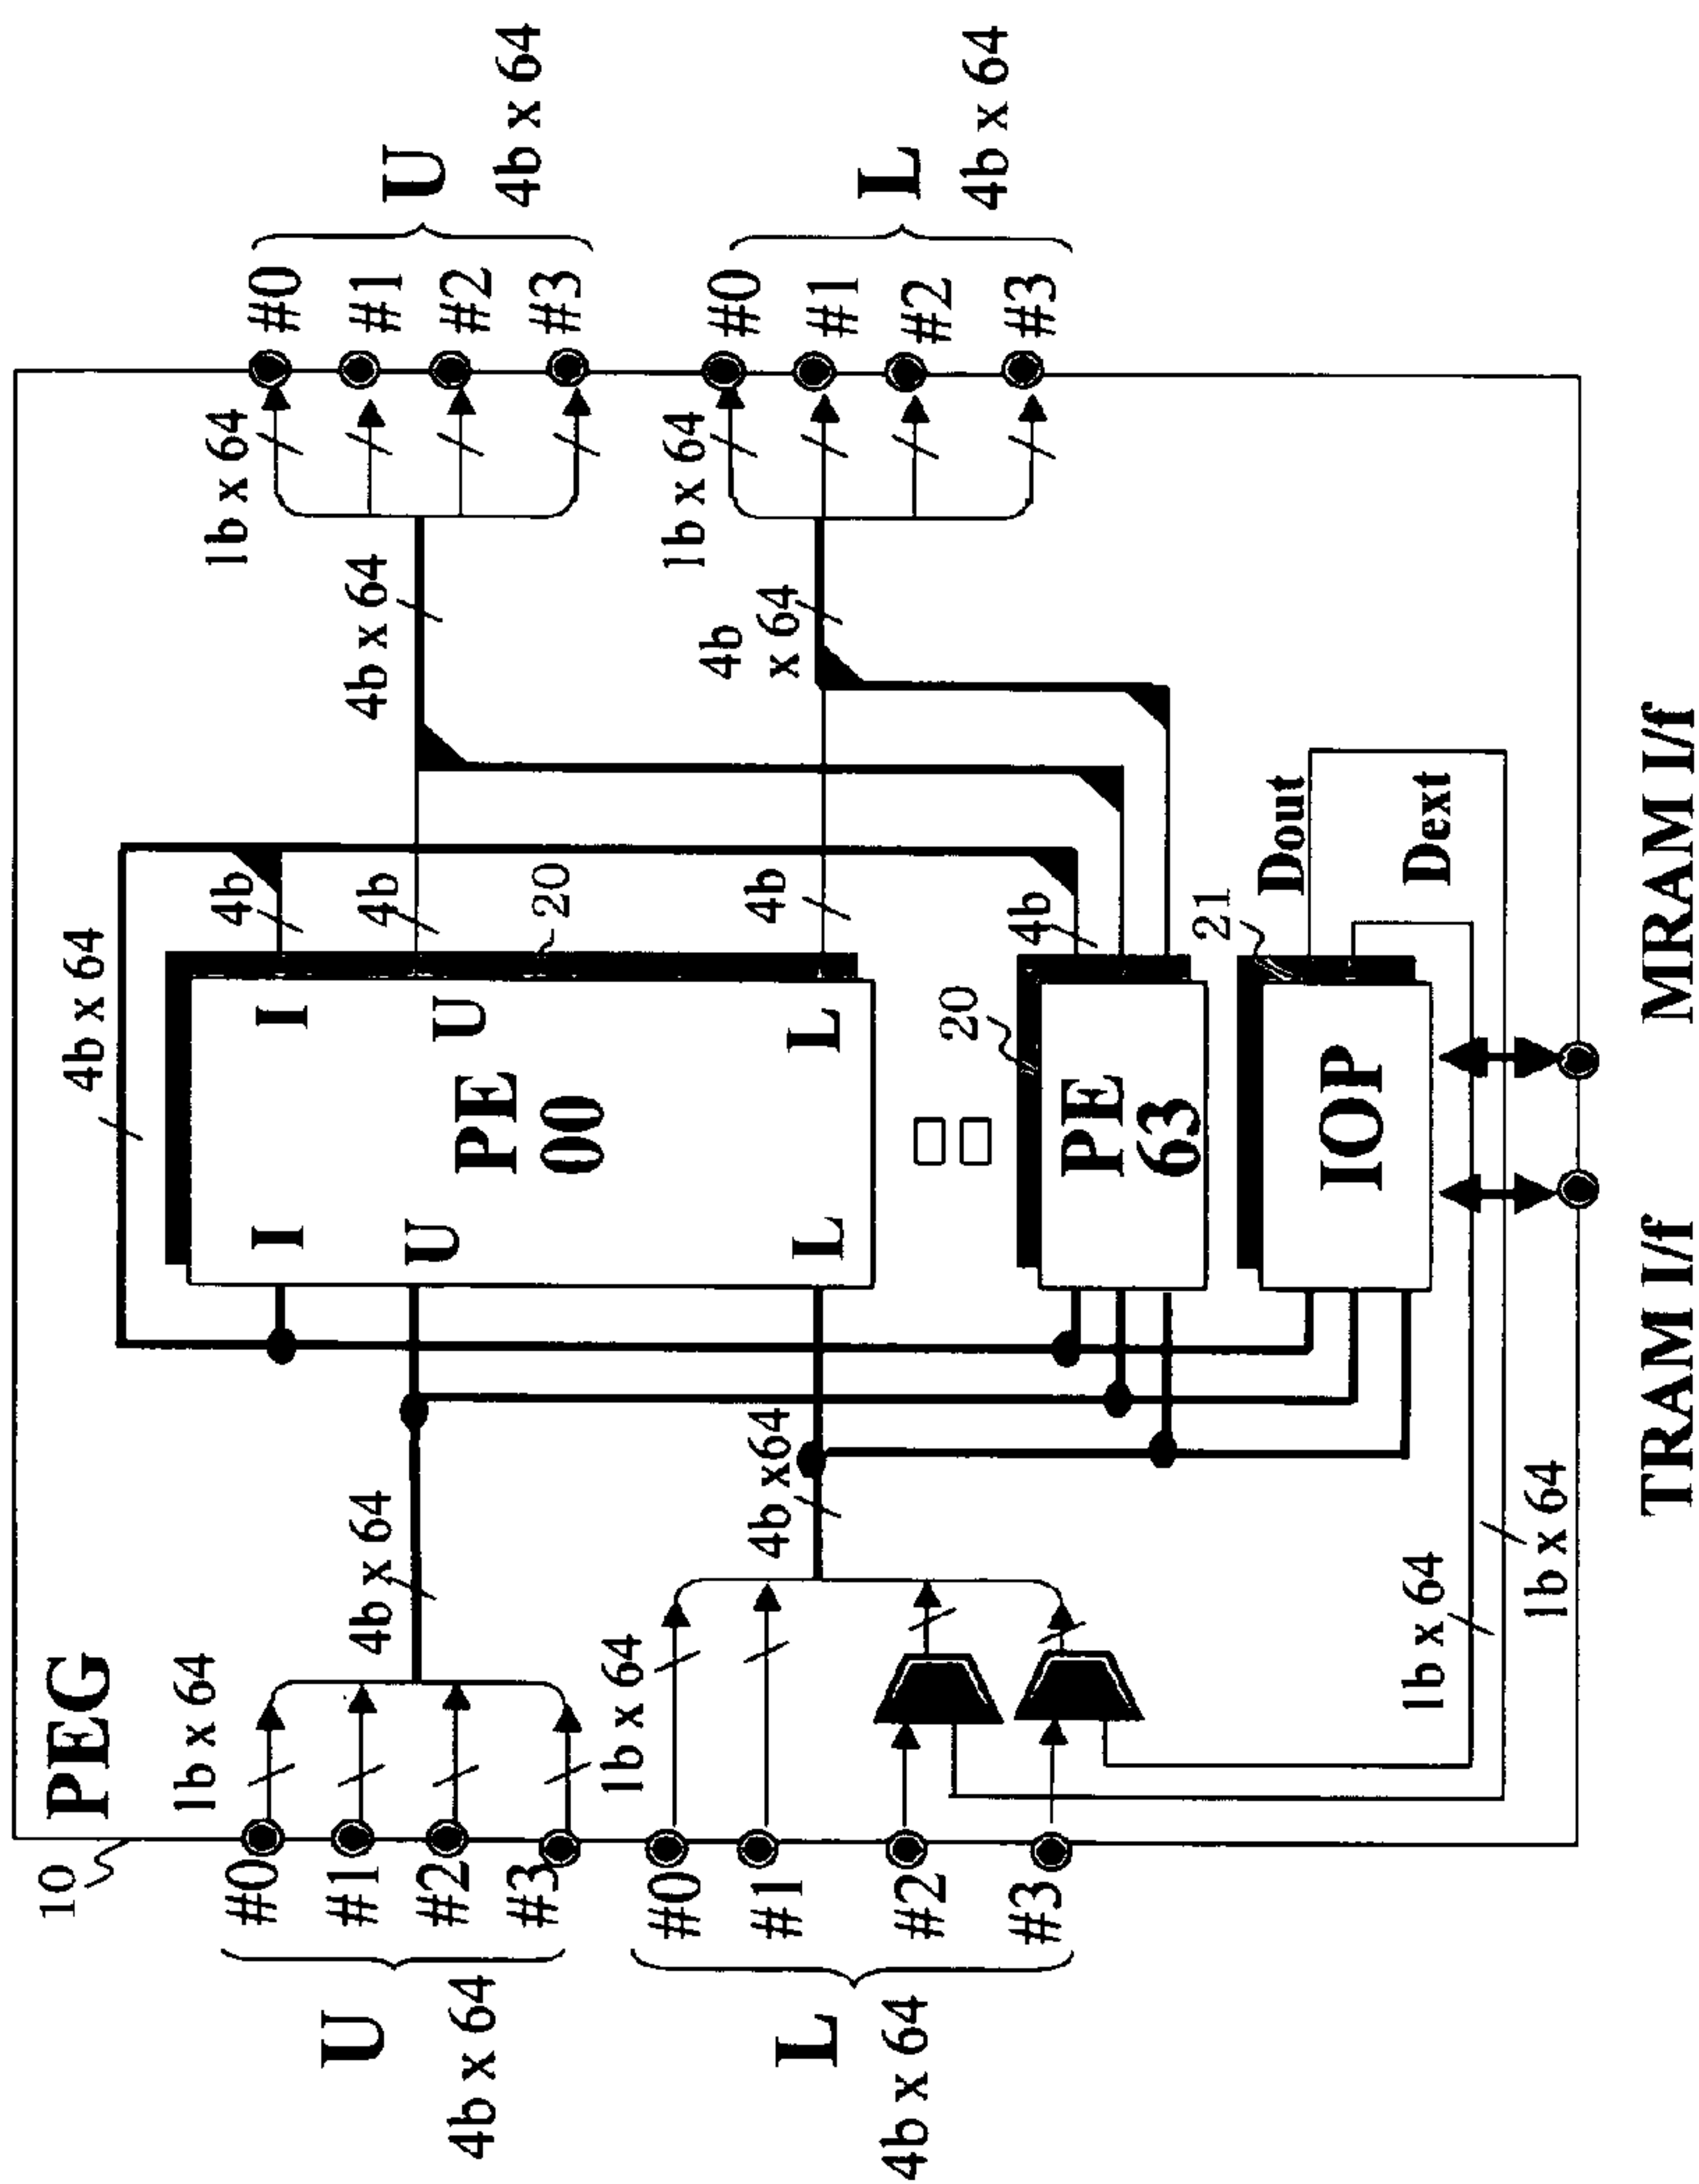 10
PEG
U
4b x 64
#0
#1
#2
#3
1b x 64
4b x 64
L
4b x 64
#0
#1
#2
#3
1b x 64
4b x64
4b x 64
I
U
L
PE
00
I
U
L
4b
4b
4b
20
20
PE
63
4b
21
IOP
Dout
Dext
1b x 64
1b x 64
4b x 64
4b
x 64
1b x 64
#0
#1
#2
#3
U
4b x 64
1b x 64
#0
#1
#2
#3
L
4b x 64
TRAM I/f
MRAM I/f